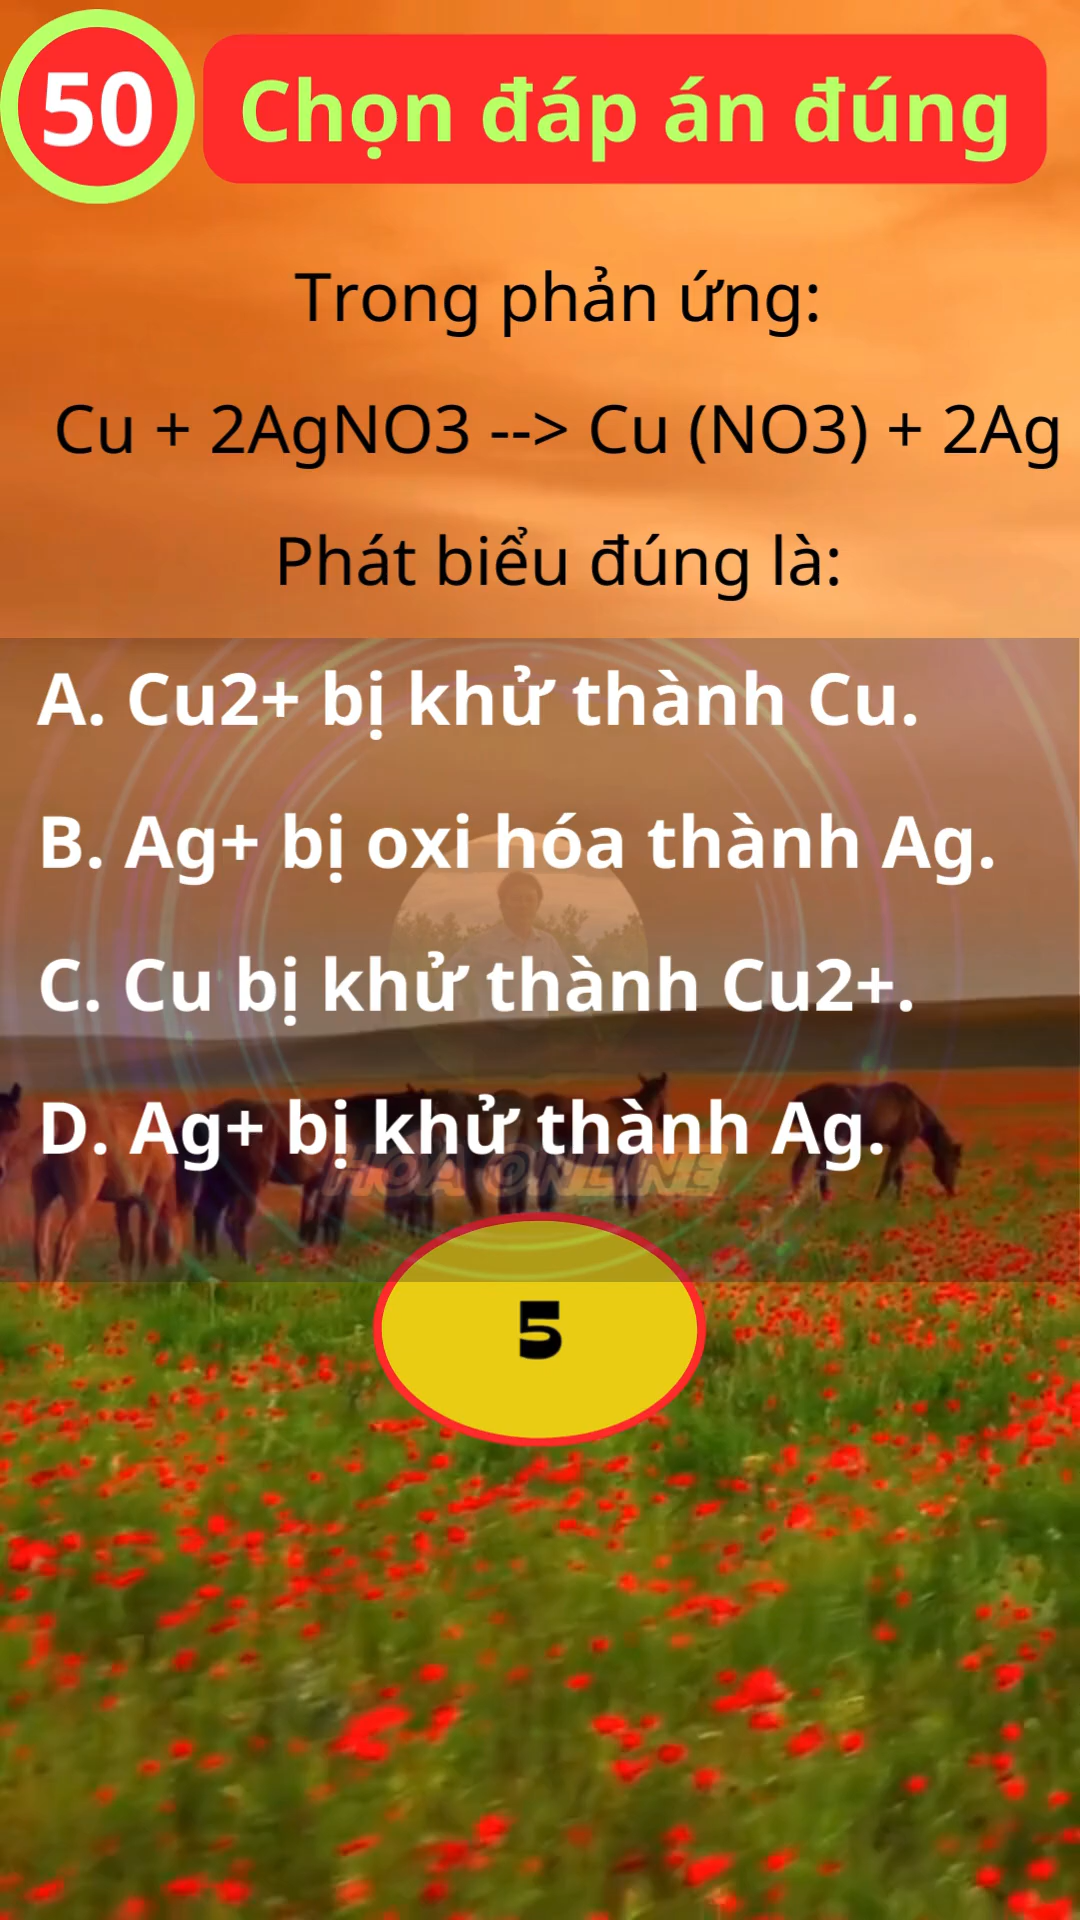 50
Chọn đáp án đúng
Trong phản ứng:
Cu + 2AgNO3 --> Cu (NO3) + 2Ag
Phát biểu đúng là:
A. Cu2+ bị khử thành Cu.
B. Ag+ bị oxi hóa thành Ag.
C. Cu bị khử thành Cu2+.
D. Ag+ bị khử thành Ag.
HOA ONLINE
5